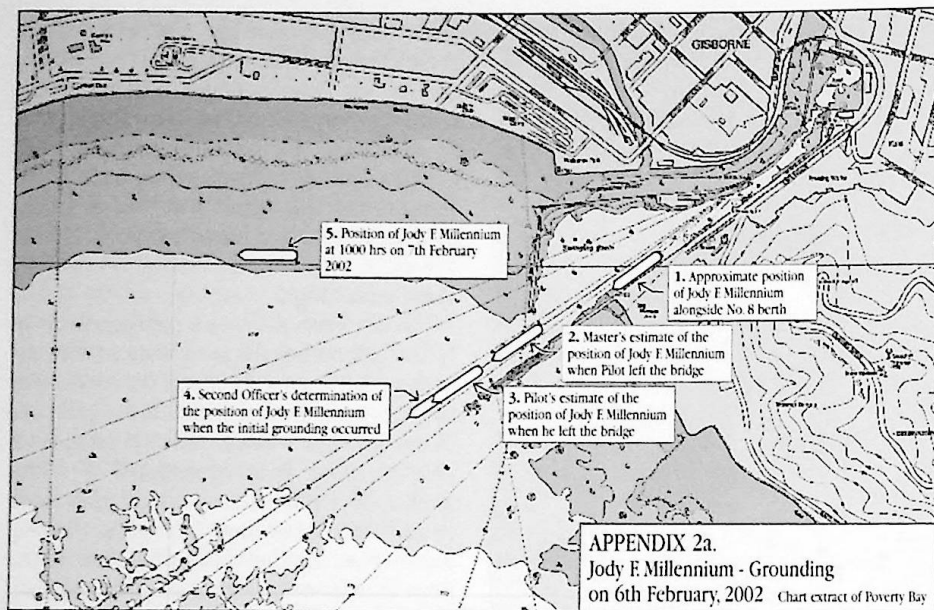 GISBORNE
5. Position of Jody F. Millennium
at 1000 hrs on 7th February
2002
1. Approximate position
of Jody F. Millennium
alongside No. 8 berth
2. Master's estimate of the
position of Jody F. Millennium
when Pilot left the bridge
3. Pilot's estimate of the
position of Jody F. Millennium
when he left the bridge
4. Second Officer's determination of
the position of Jody F. Millennium
when the initial grounding occurred
APPENDIX 2a.
Jody F. Millennium - Grounding
on 6th February, 2002 Chart extract of Poverty Bay